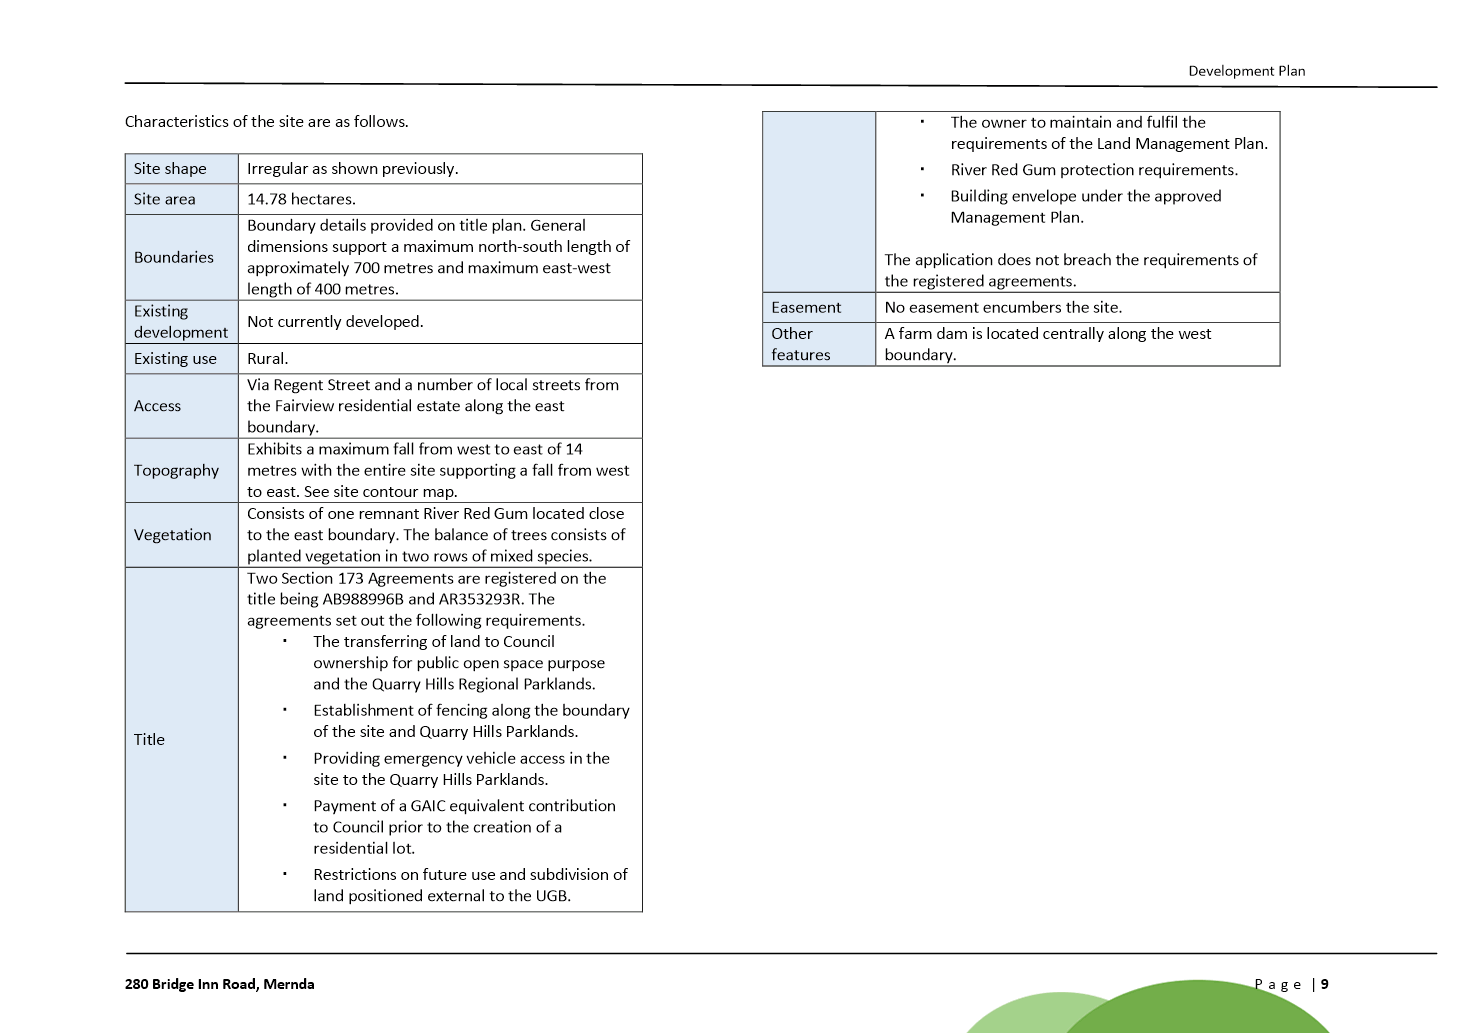 Development Plan
Characteristics of the site are as follows.
Site shape
Irregular as shown previously.
Site area
14.78 hectares.
Boundaries
Boundary details provided on title plan. General
dimensions support a maximum north-south length of
approximately 700 metres and maximum east-west
length of 400 metres.
Existing
development
Not currently developed.
Existing use
Rural.
Access
Via Regent Street and a number of local streets from
the Fairview residential estate along the east
boundary.
Topography
Exhibits a maximum fall from west to east of 14
metres with the entire site supporting a fall from west
to east. See site contour map.
Vegetation
Consists of one remnant River Red Gum located close
to the east boundary. The balance of trees consists of
planted vegetation in two rows of mixed species.
Title
Two Section 173 Agreements are registered on the
title being AB988996B and AR353293R. The
agreements set out the following requirements.
▪ The transferring of land to Council
ownership for public open space purpose
and the Quarry Hills Regional Parklands.
▪ Establishment of fencing along the boundary
of the site and Quarry Hills Parklands.
▪ Providing emergency vehicle access in the
site to the Quarry Hills Parklands.
▪ Payment of a GAIC equivalent contribution
to Council prior to the creation of a
residential lot.
▪ Restrictions on future use and subdivision of
land positioned external to the UGB.
▪ The owner to maintain and fulfil the
requirements of the Land Management Plan.
▪ River Red Gum protection requirements.
▪ Building envelope under the approved
Management Plan.
The application does not breach the requirements of
the registered agreements.
Easement
No easement encumbers the site.
Other
features
A farm dam is located centrally along the west
boundary.
280 Bridge Inn Road, Mernda
Page | 9